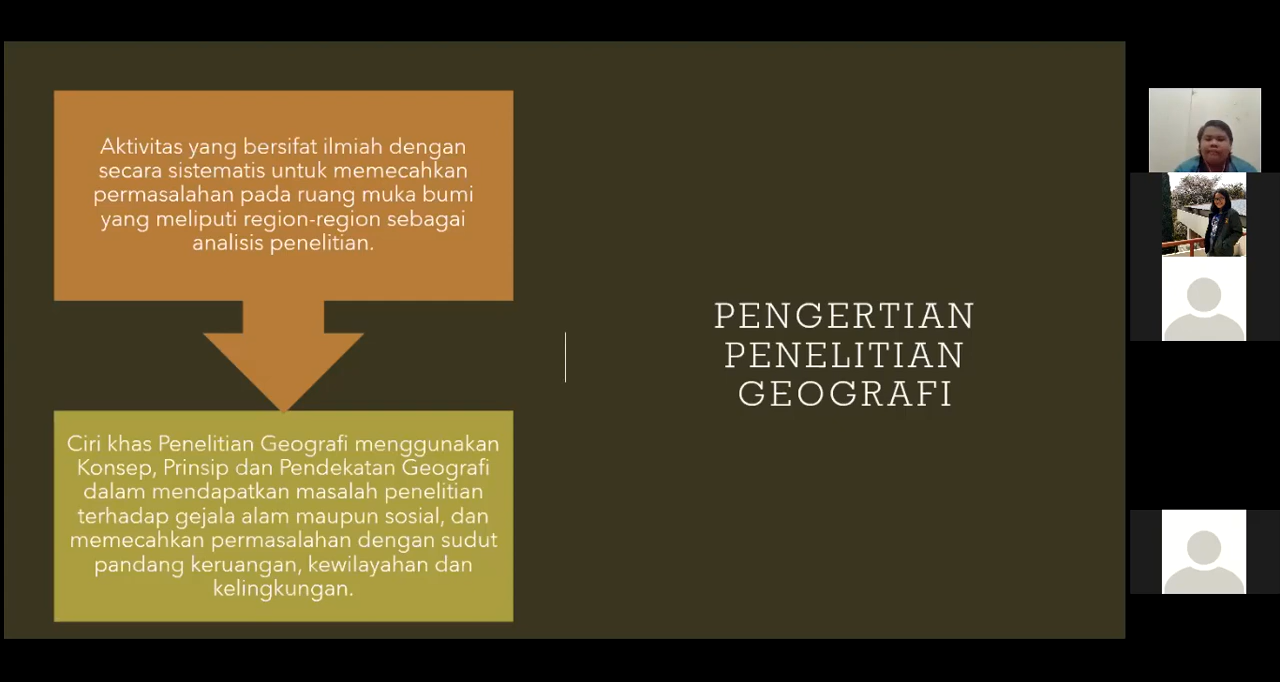 Aktivitas yang bersifat ilmiah dengan
secara sistematis untuk memecahkan
permasalahan pada ruang muka bumi
yang meliputi region-region sebagai
analisis penelitian.
Ciri khas Penelitian Geografi menggunakan
Konsep, Prinsip dan Pendekatan Geografi
dalam mendapatkan masalah penelitian
terhadap gejala alam maupun sosial, dan
memecahkan permasalahan dengan sudut
pandang keruangan, kewilayahan dan
kelingkungan.
PENGERTIAN
PENELITIAN
GEOGRAFI